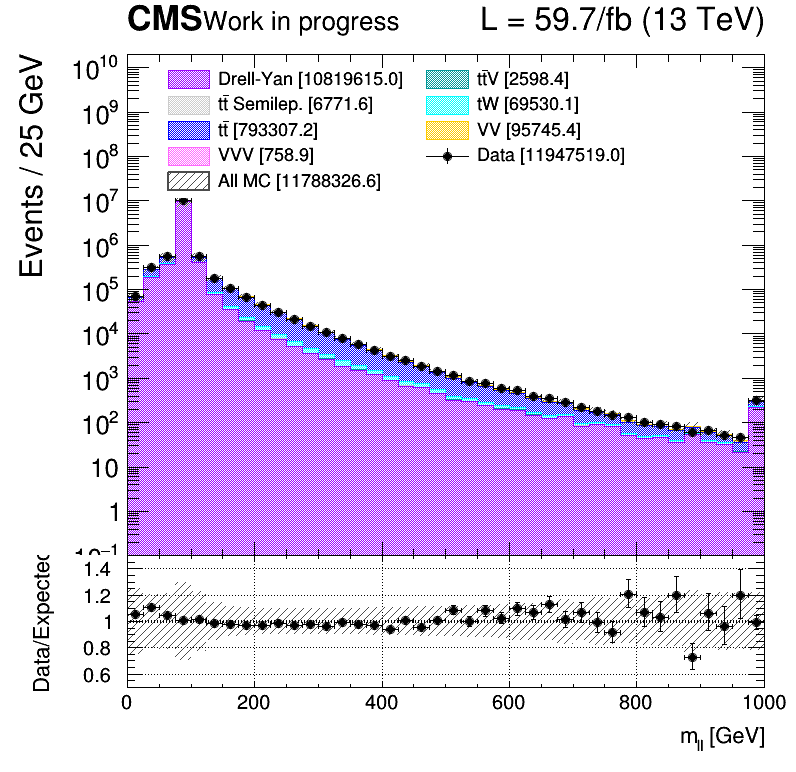 CMS Work in progress L = 59.7/fb (13 TeV)
Events / 25 GeV
10^10
10^9
10^8
10^7
10^6
10^5
10^4
10^3
10^2
10
1
10^-1
Drell-Yan [10819615.0]
tt̄ Semilep. [6771.6]
tt̄ [793307.2]
VVV [758.9]
All MC [11788326.6]
tt̄V [2598.4]
tW [69530.1]
VV [95745.4]
Data [11947519.0]
Data/Expected
1.4
1.2
1
0.8
0.6
0 200 400 600 800 1000
m_ll [GeV]